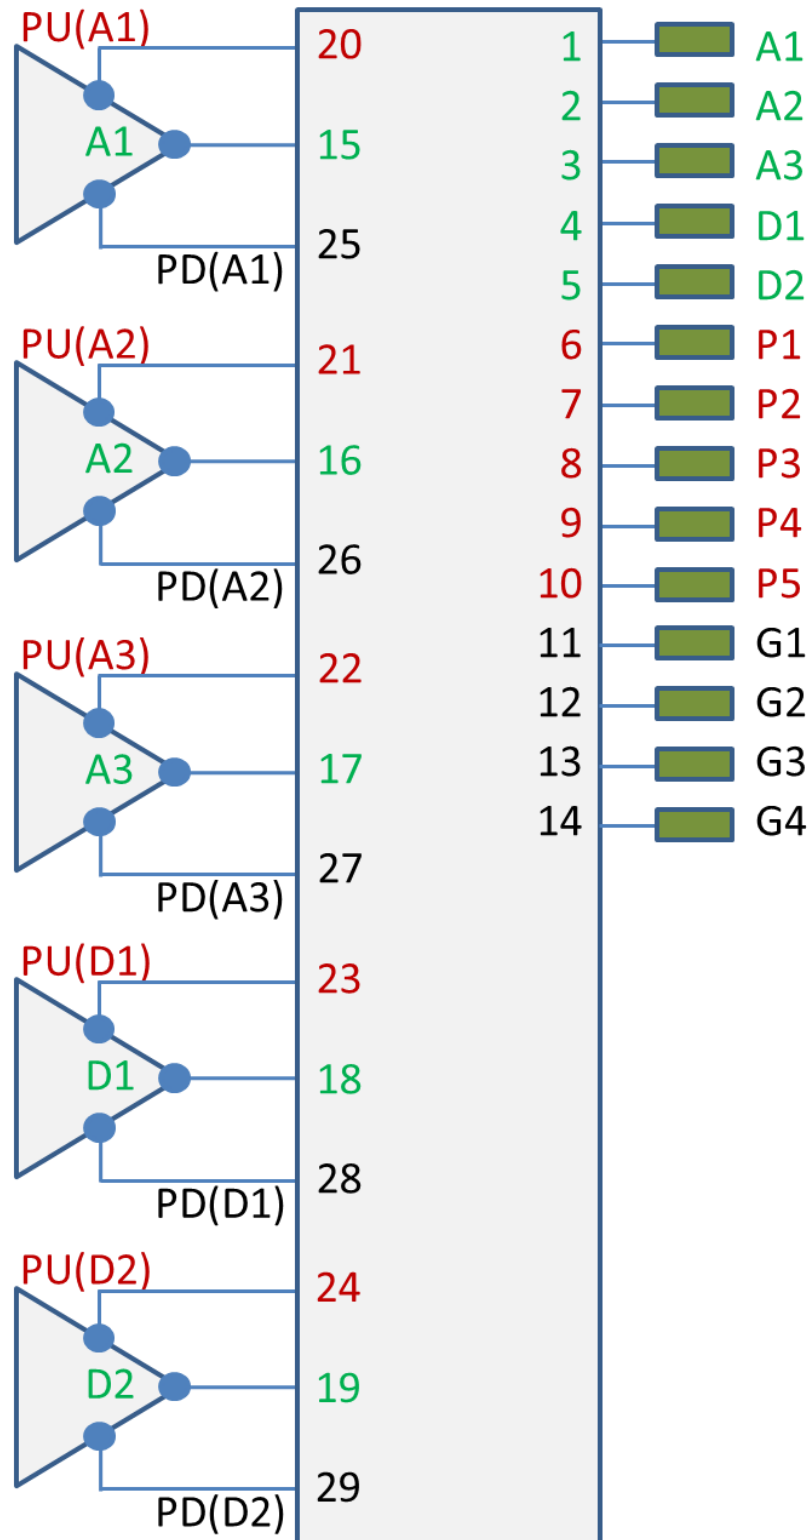 PU(A1)
20
1
A1
A1
15
2
A2
3
A3
25
4
D1
PD(A1)
5
D2
PU(A2)
21
6
P1
7
P2
A2
16
8
P3
9
P4
26
PD(A2)
10
P5
11
G1
PU(A3)
22
12
G2
A3
17
13
G3
14
G4
27
PD(A3)
PU(D1)
23
D1
18
28
PD(D1)
PU(D2)
24
D2
19
29
PD(D2)